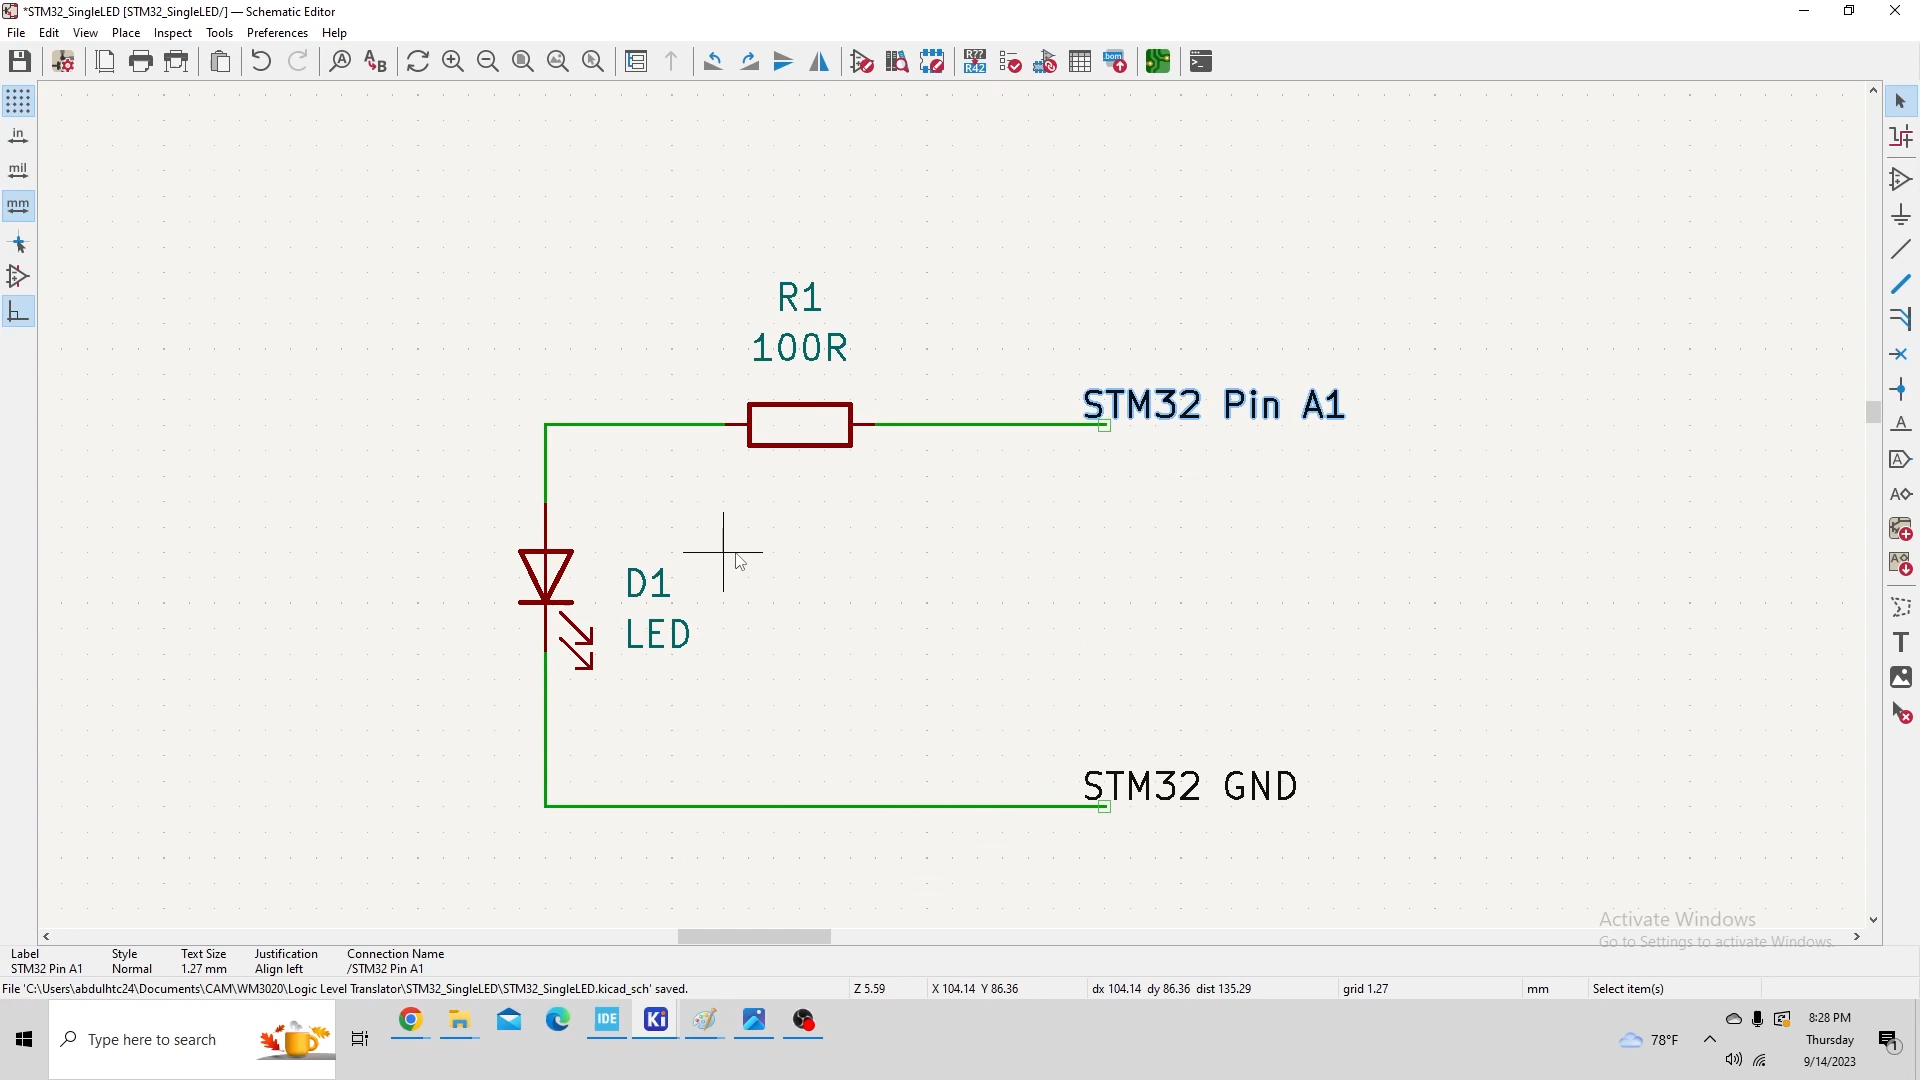 *STM32_SingleLED [STM32_SingleLED/] — Schematic Editor
File Edit View Place Inspect Tools Preferences Help
R??
R42
bom
in
mil
mm
R1
100R
STM32 Pin A1
D1
LED
STM32 GND
Activate Windows
Go to Settings to activate Windows.
Label Style Text Size Justification Connection Name
STM32 Pin A1 Normal 1.27 mm Align left /STM32 Pin A1
File 'C:\Users\abdulhtc24\Documents\CAM\WM3020\Logic Level Translator\STM32_SingleLED\STM32_SingleLED.kicad_sch' saved. Z 5.59 X 104.14 Y 86.36 dx 104.14 dy 86.36 dist 135.29 grid 1.27 mm Select item(s)
Type here to search
IDE
Ki
78°F
8:28 PM
Thursday
9/14/2023
1